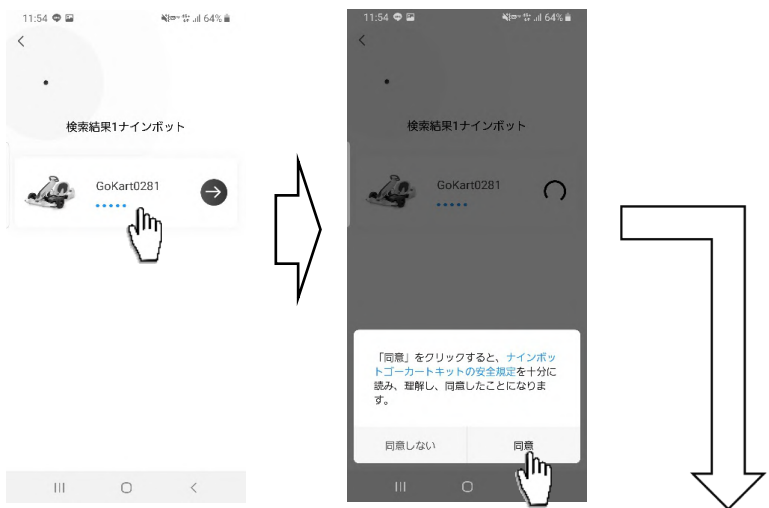 11:54 64%
検索結果1ナインボット
GoKart0281
11:54 64%
検索結果1ナインボット
GoKart0281
「同意」をクリックすると、ナインボッ
トゴーカートキットの安全規定を十分に
読み、理解し、同意したことになりま
す。
同意しない 同意